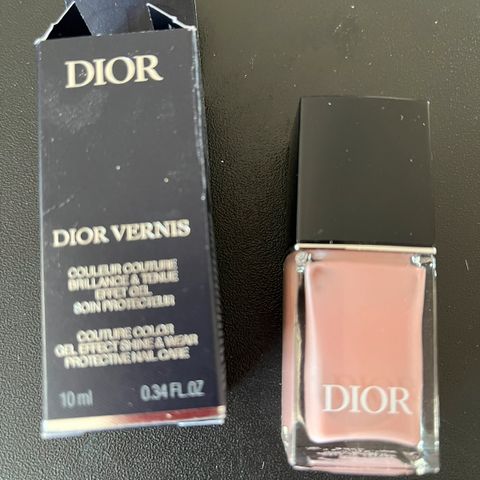 DIOR
DIOR VERNIS
COULEUR COUTURE
BRILLANCE & TENUE
EFFET GEL
SOIN PROTECTEUR
COUTURE COLOR
GEL EFFECT SHINE & WEAR
PROTECTIVE NAIL CARE
10 ml 0.34 FL.OZ
DIOR